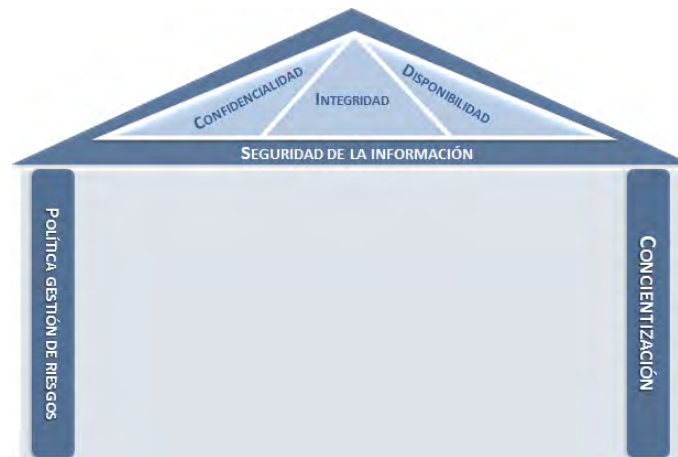 CONFIDENCIALIDAD
INTEGRIDAD
DISPONIBILIDAD
SEGURIDAD DE LA INFORMACIÓN
POLÍTICA GESTIÓN DE RIESGOS
CONCIENTIZACIÓN